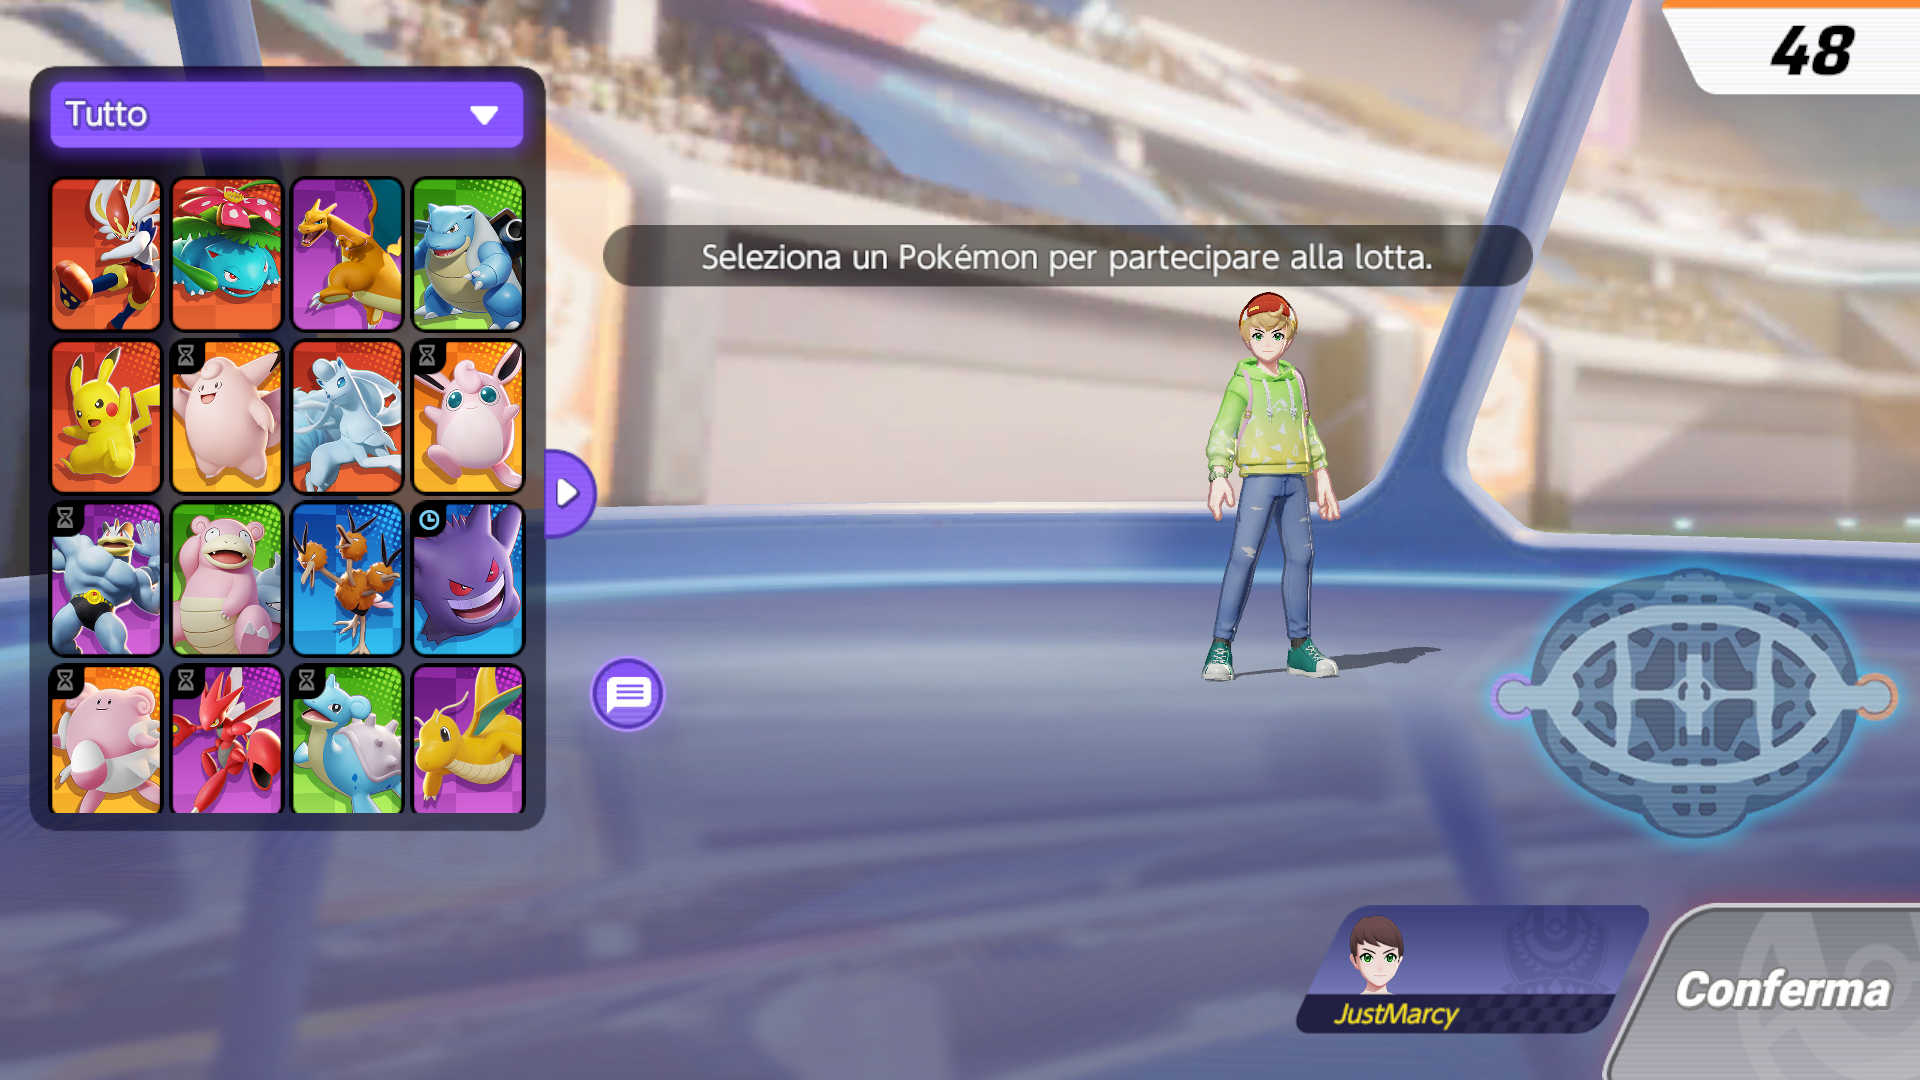 48
Tutto
Seleziona un Pokémon per partecipare alla lotta.
JustMarcy
Conferma